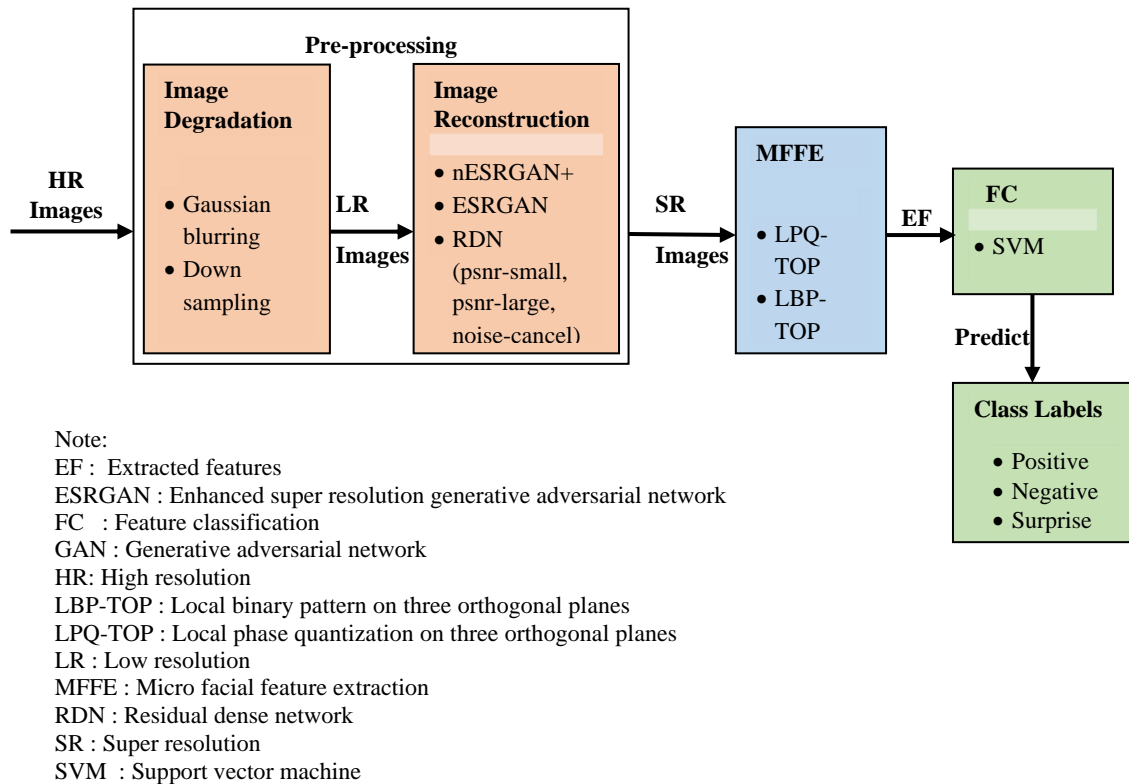 Pre-processing
HR
Images
Image
Degradation
• Gaussian
blurring
• Down
sampling
LR
Images
Image
Reconstruction
• nESRGAN+
• ESRGAN
• RDN
(psnr-small,
psnr-large,
noise-cancel)
SR
Images
MFFE
• LPQ-
TOP
• LBP-
TOP
EF
FC
• SVM
Predict
Class Labels
• Positive
• Negative
• Surprise
Note:
EF : Extracted features
ESRGAN : Enhanced super resolution generative adversarial network
FC : Feature classification
GAN : Generative adversarial network
HR: High resolution
LBP-TOP : Local binary pattern on three orthogonal planes
LPQ-TOP : Local phase quantization on three orthogonal planes
LR : Low resolution
MFFE : Micro facial feature extraction
RDN : Residual dense network
SR : Super resolution
SVM : Support vector machine